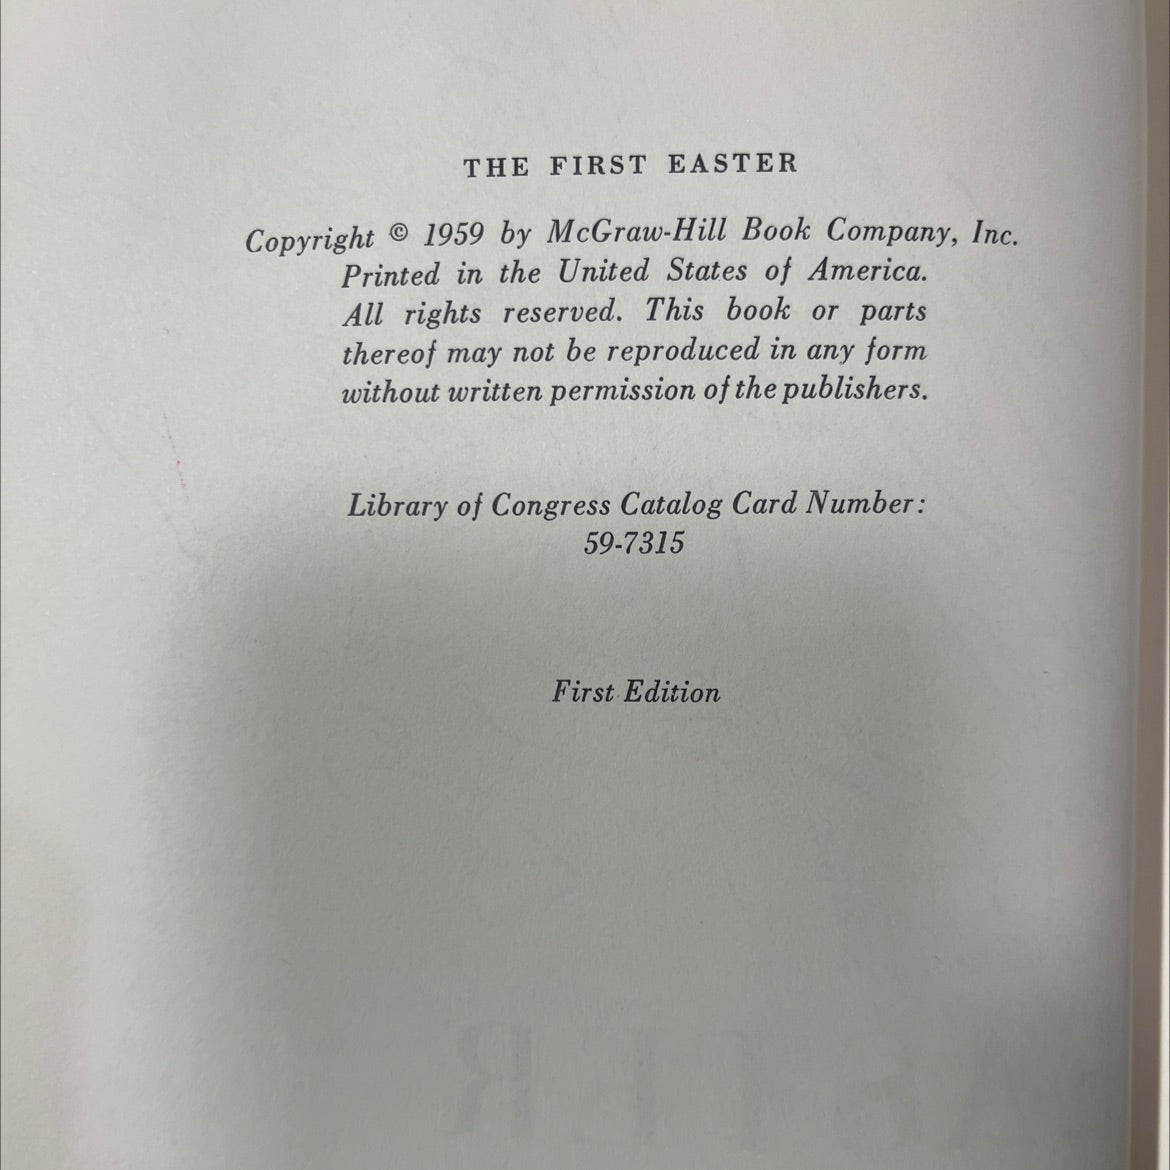 THE FIRST EASTER
Copyright © 1959 by McGraw-Hill Book Company, Inc.
Printed in the United States of America.
All rights reserved. This book or parts
thereof may not be reproduced in any form
without written permission of the publishers.
Library of Congress Catalog Card Number:
59-7315
First Edition